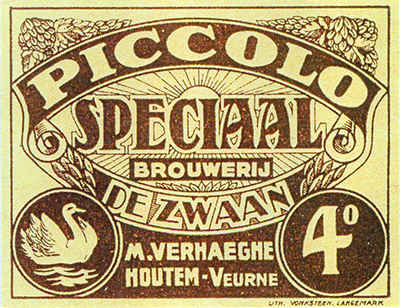 PICCOLO
SPECIAAL
BROUWERIJ
DE ZWAAN
4°
M. VERHAEGHE
HOUTEM - VEURNE
LITH. VONKSTEEN. LANGEMARK